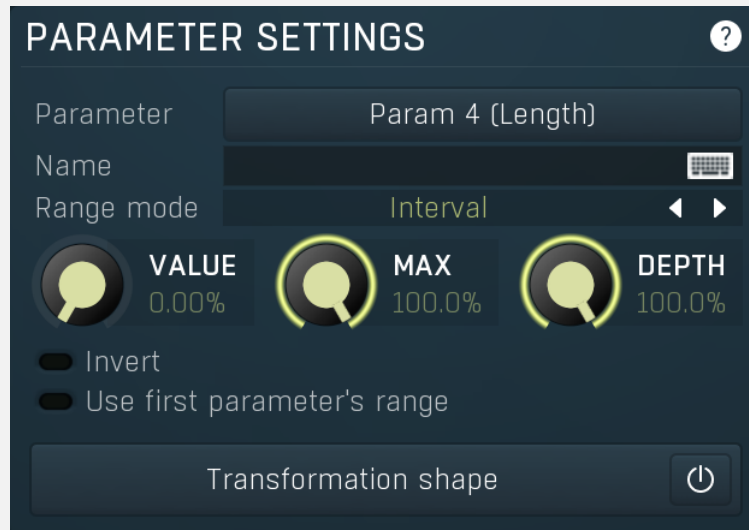 PARAMETER SETTINGS ?
Parameter Param 4 (Length)
Name
Range mode Interval
VALUE MAX DEPTH
0.00% 100.0% 100.0%
Invert
Use first parameter's range
Transformation shape